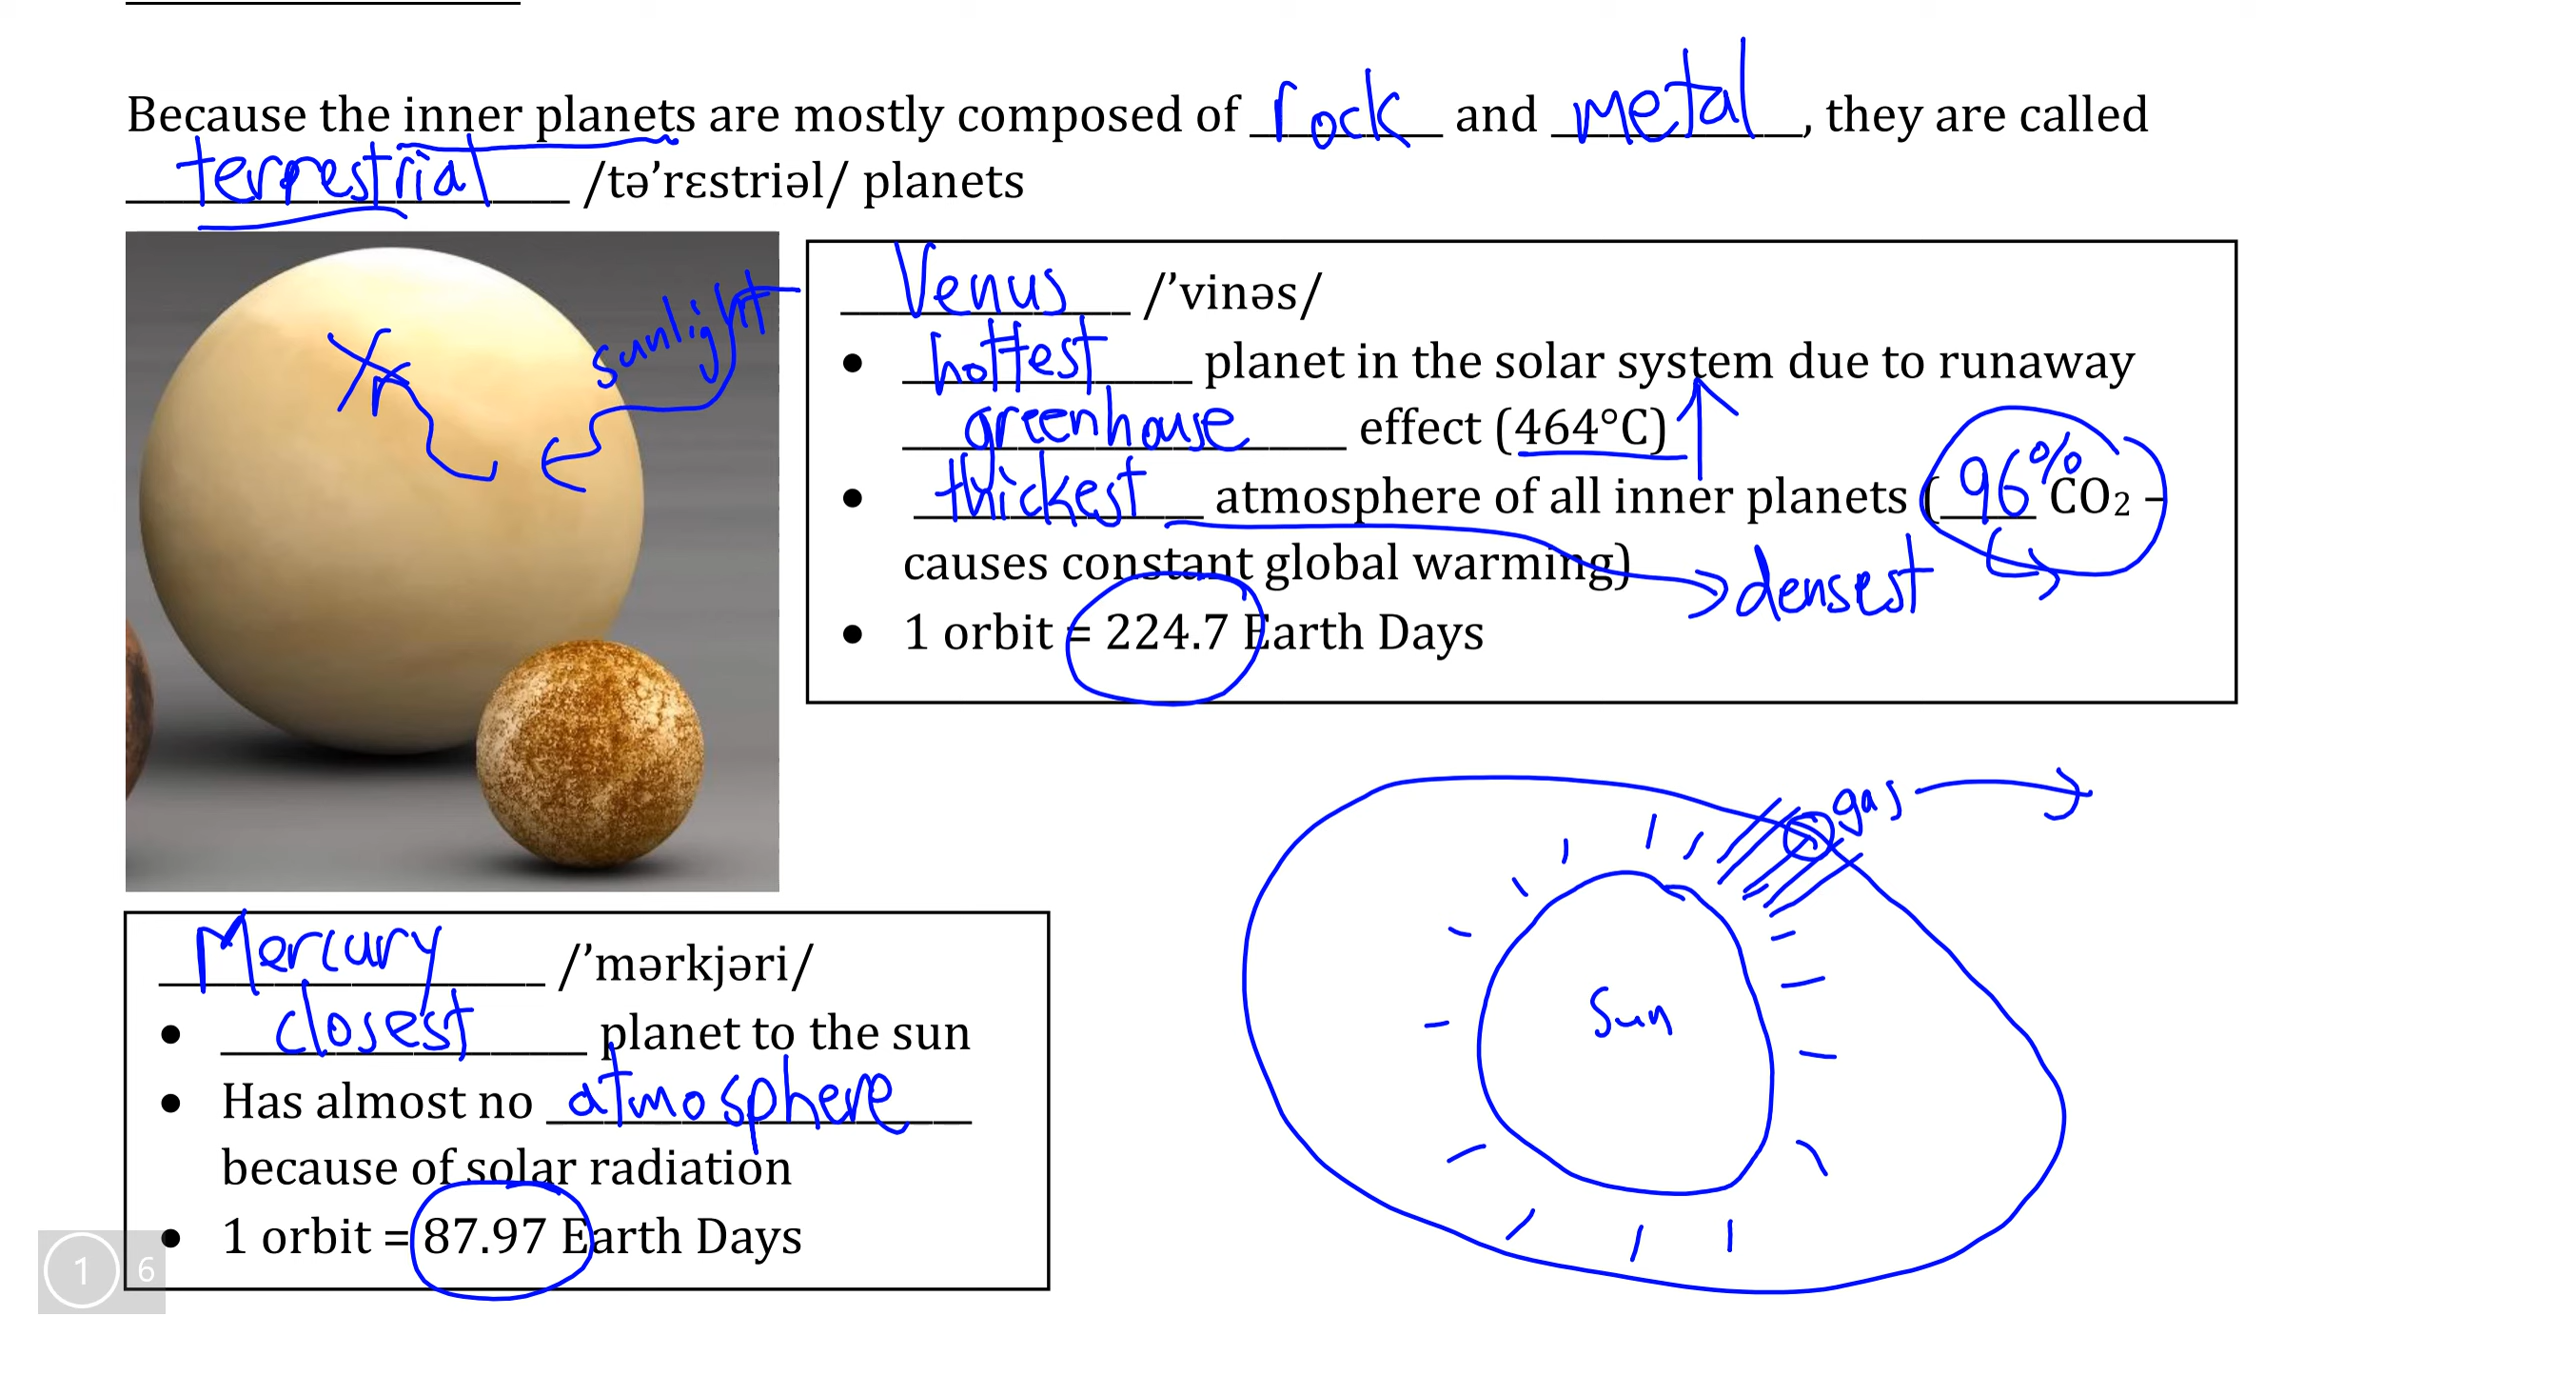 Because the inner planets are mostly composed of rock and metal, they are called
terrestrial /tə’rɛstriəl/ planets
sunlight
Venus /’vinəs/
● hottest planet in the solar system due to runaway
greenhouse effect (464°C)
● thickest atmosphere of all inner planets (96% CO₂ –
causes constant global warming)
densest
● 1 orbit = 224.7 Earth Days
gas
Sun
Mercury /’mərkjəri/
● closest planet to the sun
● Has almost no atmosphere
because of solar radiation
● 1 orbit = 87.97 Earth Days
1 6